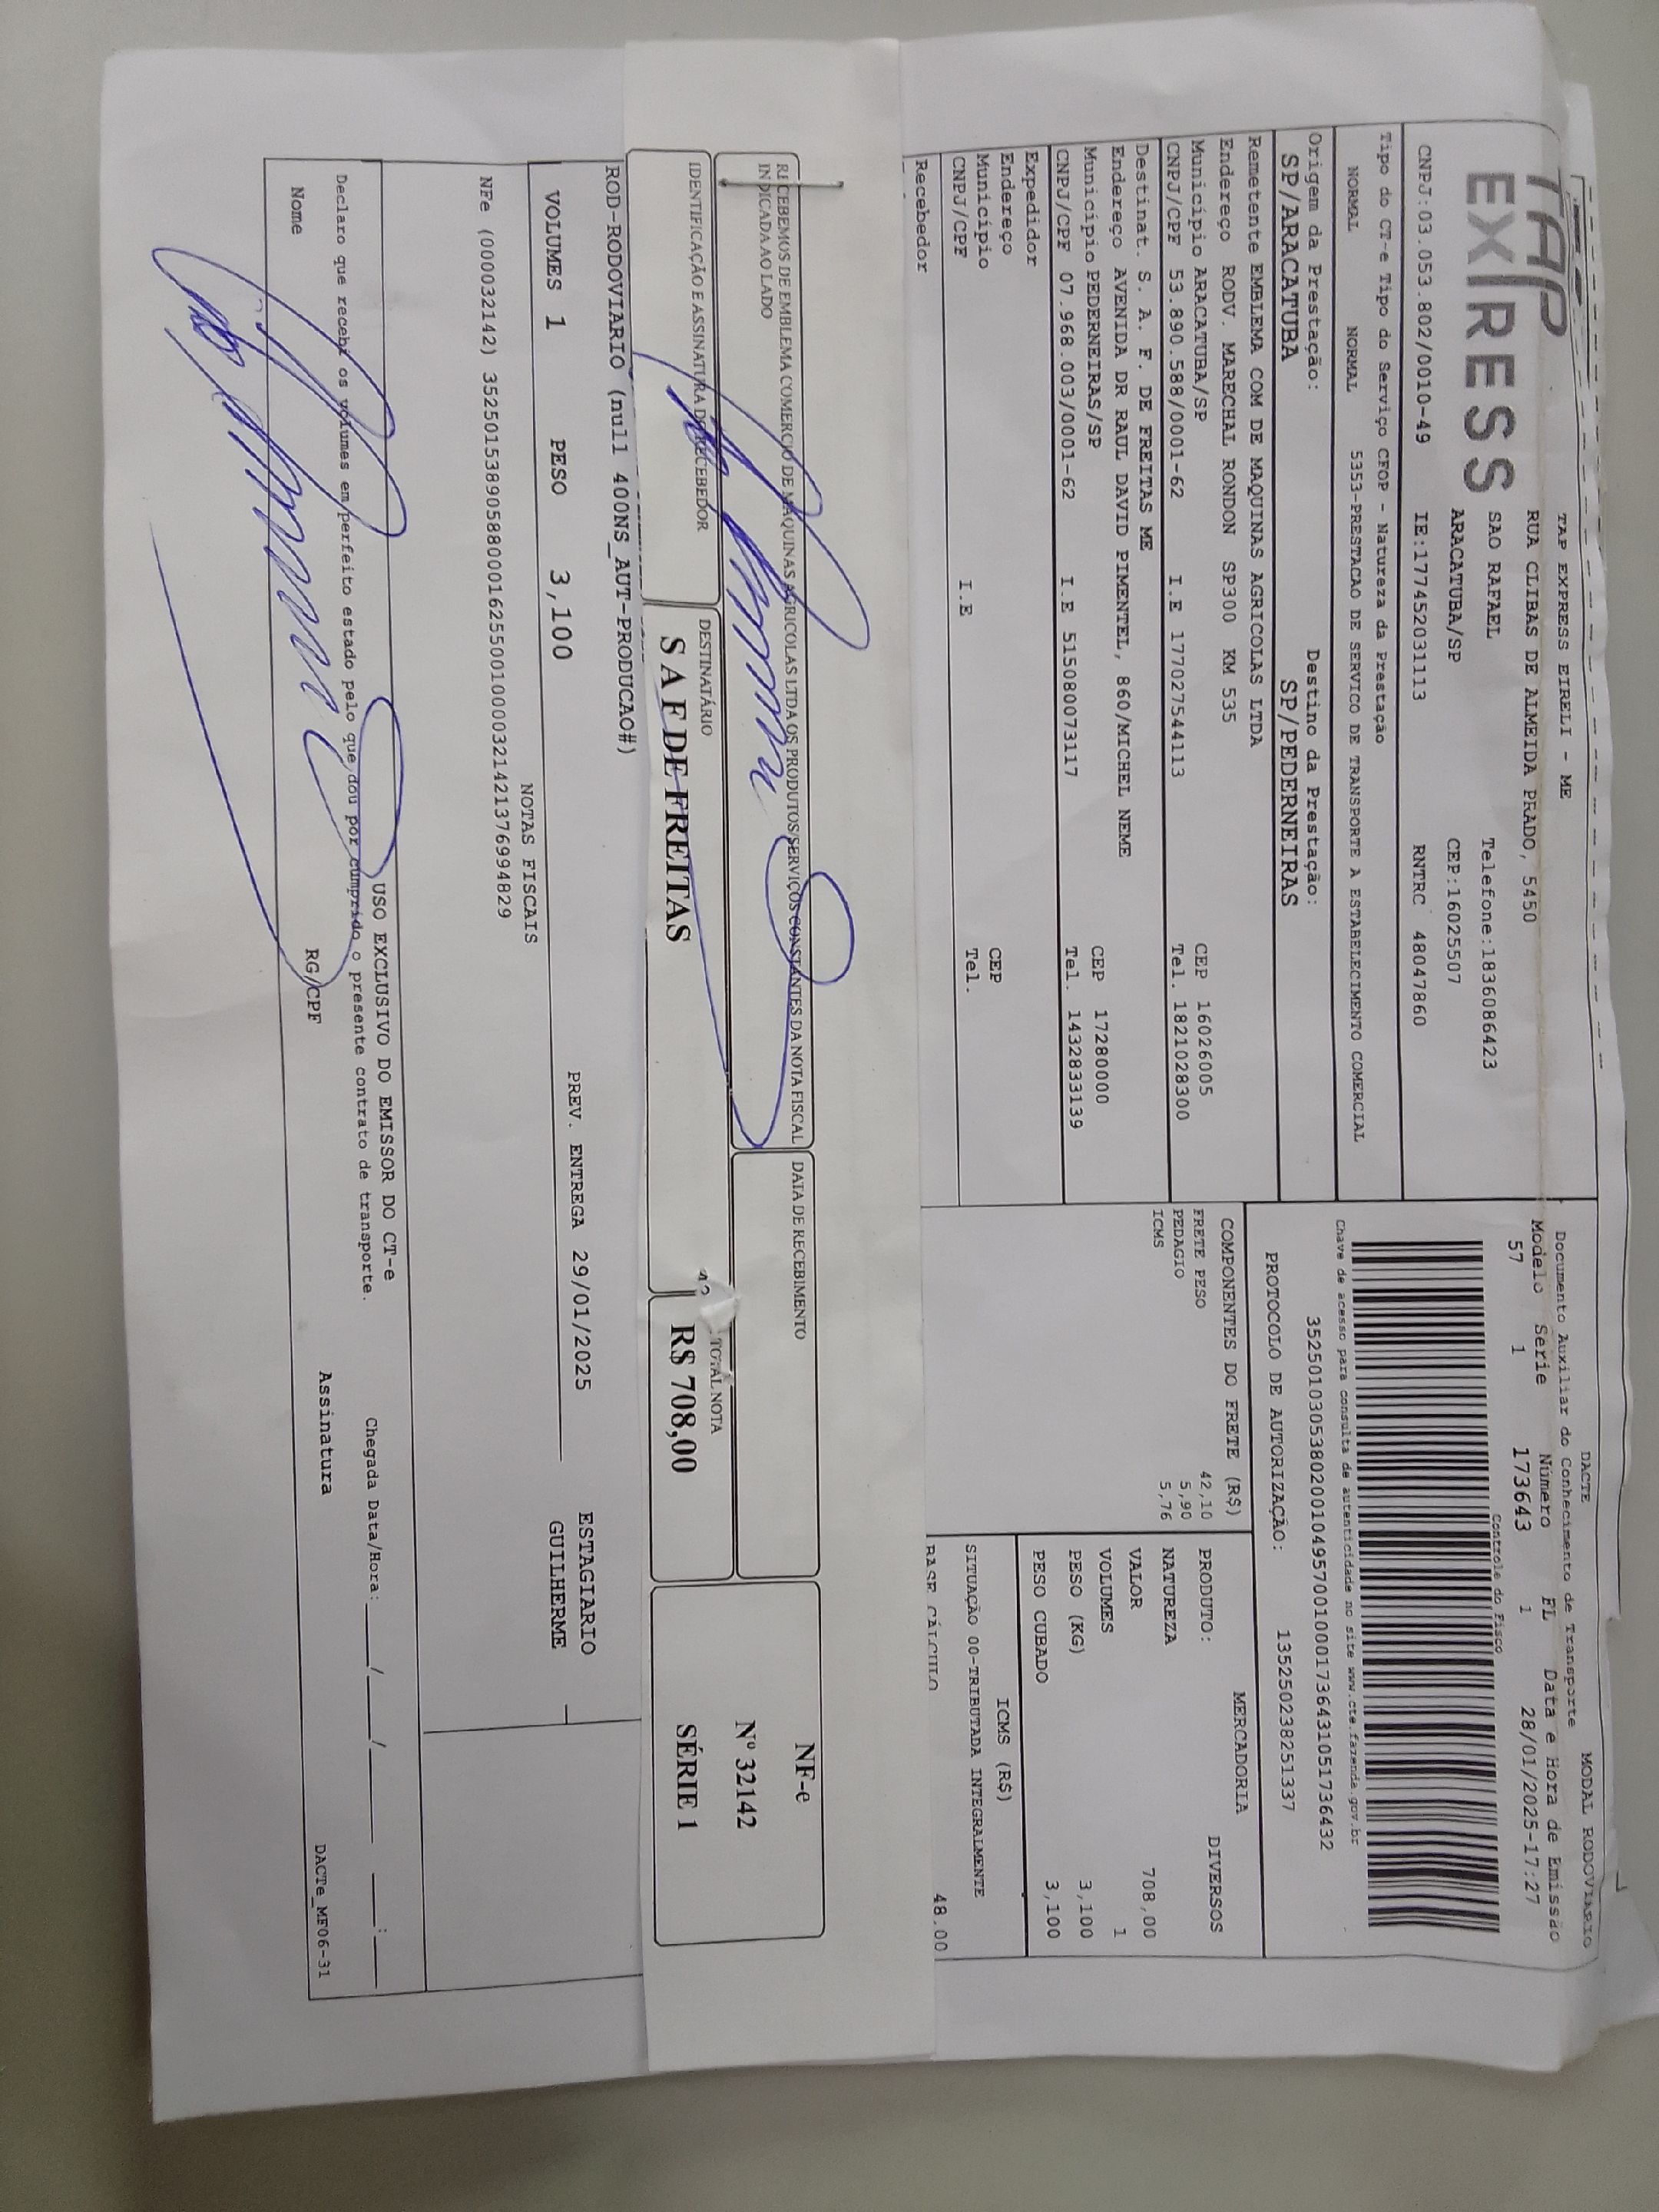 TAP EXPRESS
TAP EXPRESS EIRELI - ME
RUA CLIBAS DE ALMEIDA PRADO, 5450
SAO RAFAEL Telefone:1836086423
ARACATUBA/SP CEP:16025507
CNPJ:03.053.802/0010-49 IE:177452031113 RNTRC 48047860
DACTE MODAL RODOVIARIO
Documento Auxiliar do Conhecimento de Transporte
Modelo Serie Número FL Data e Hora de Emissão
57 1 173643 1 28/01/2025-17:27
Controle do Fisco
Chave de acesso para consulta de autenticidade no site www.cte.fazenda.gov.br
35250103053802001049570010001736431051736432
PROTOCOLO DE AUTORIZAÇÃO: 135250238251337
Tipo do CT-e Tipo do Serviço CFOP - Natureza da Prestação
NORMAL NORMAL 5353-PRESTACAO DE SERVICO DE TRANSPORTE A ESTABELECIMENTO COMERCIAL
Origem da Prestação: Destino da Prestação:
SP/ARACATUBA SP/PEDERNEIRAS
Remetente EMBLEMA COM DE MAQUINAS AGRICOLAS LTDA
Endereço RODV. MARECHAL RONDON SP300 KM 535
Município ARACATUBA/SP CEP 16026005
CNPJ/CPF 53.890.588/0001-62 I.E 177027544113 Tel. 1821028300
Destinat. S. A. F. DE FREITAS ME
Endereço AVENIDA DR RAUL DAVID PIMENTEL, 860/MICHEL NEME
Município PEDERNEIRAS/SP CEP 17280000
CNPJ/CPF 07.968.003/0001-62 I.E 515080073117 Tel. 1432833139
Expedidor
Endereço
Município CEP
CNPJ/CPF I.E Tel.
Recebedor
COMPONENTES DO FRETE (R$)
FRETE PESO 42,10
PEDAGIO 5,90
ICMS 5,76
MERCADORIA
PRODUTO: DIVERSOS
NATUREZA
VALOR 708,00
VOLUMES 1
PESO (KG) 3,100
PESO CUBADO 3,100
ICMS (R$)
SITUAÇÃO 00-TRIBUTADA INTEGRALMENTE
BASE CÁLCULO 48.00
RECEBEMOS DE EMBLEMA COMERCIO DE MAQUINAS AGRICOLAS LTDA OS PRODUTOS/SERVIÇOS CONSTANTES DA NOTA FISCAL
INDICADA AO LADO
DATA DE RECEBIMENTO
IDENTIFICAÇÃO E ASSINATURA DO RECEBEDOR
DESTINATÁRIO
S A F DE FREITAS
TOTAL NOTA
R$ 708,00
NF-e
Nº 32142
SÉRIE 1
ROD-RODOVIARIO (null 400NS_AUT-PRODUCAO#)
VOLUMES 1 PESO 3,100 PREV. ENTREGA 29/01/2025 ESTAGIARIO
GUILHERME
NOTAS FISCAIS
NFe (000032142) 35250153890588000162550010000321421376994829
USO EXCLUSIVO DO EMISSOR DO CT-e
Declaro que recebi os volumes em perfeito estado pelo que dou por cumprido o presente contrato de transporte. Chegada Data/Hora:___/___/____ __:__
Nome RG/CPF Assinatura
DACTe_MF06-31